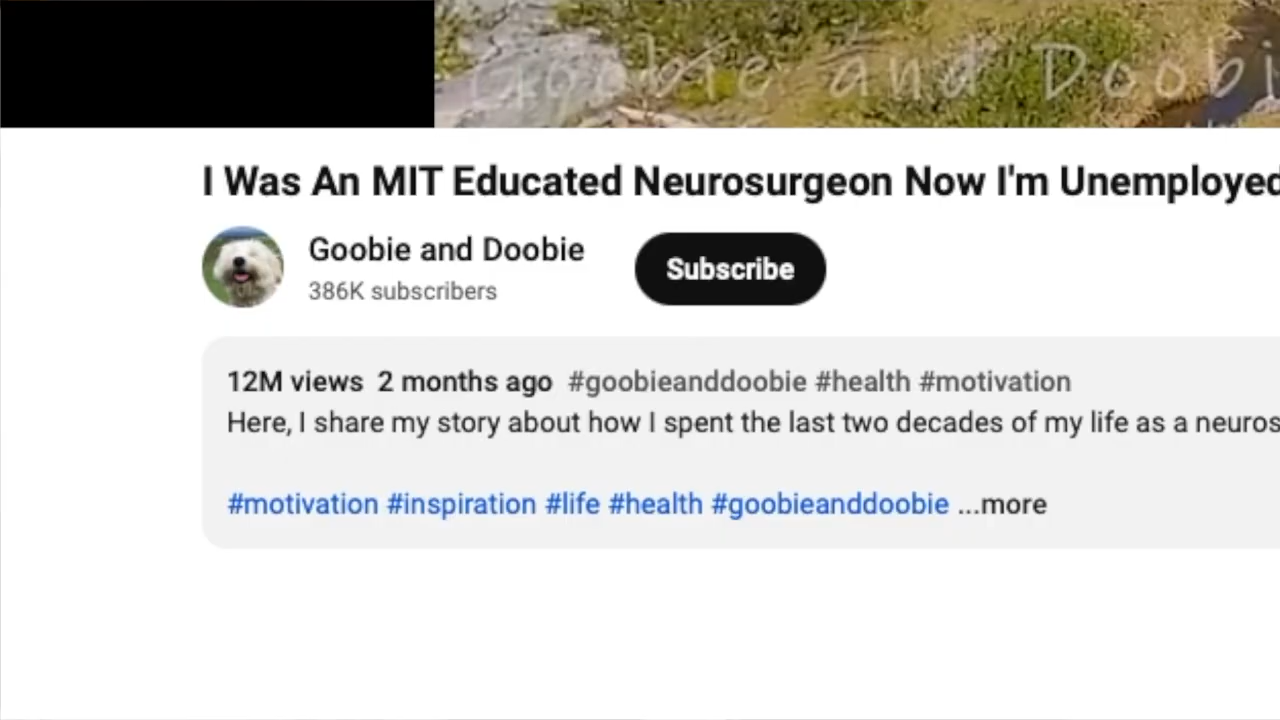 Goobie and Doobi
I Was An MIT Educated Neurosurgeon Now I'm Unemployed
Goobie and Doobie
386K subscribers
Subscribe
12M views 2 months ago #goobieanddoobie #health #motivation
Here, I share my story about how I spent the last two decades of my life as a neuros
#motivation #inspiration #life #health #goobieanddoobie ...more